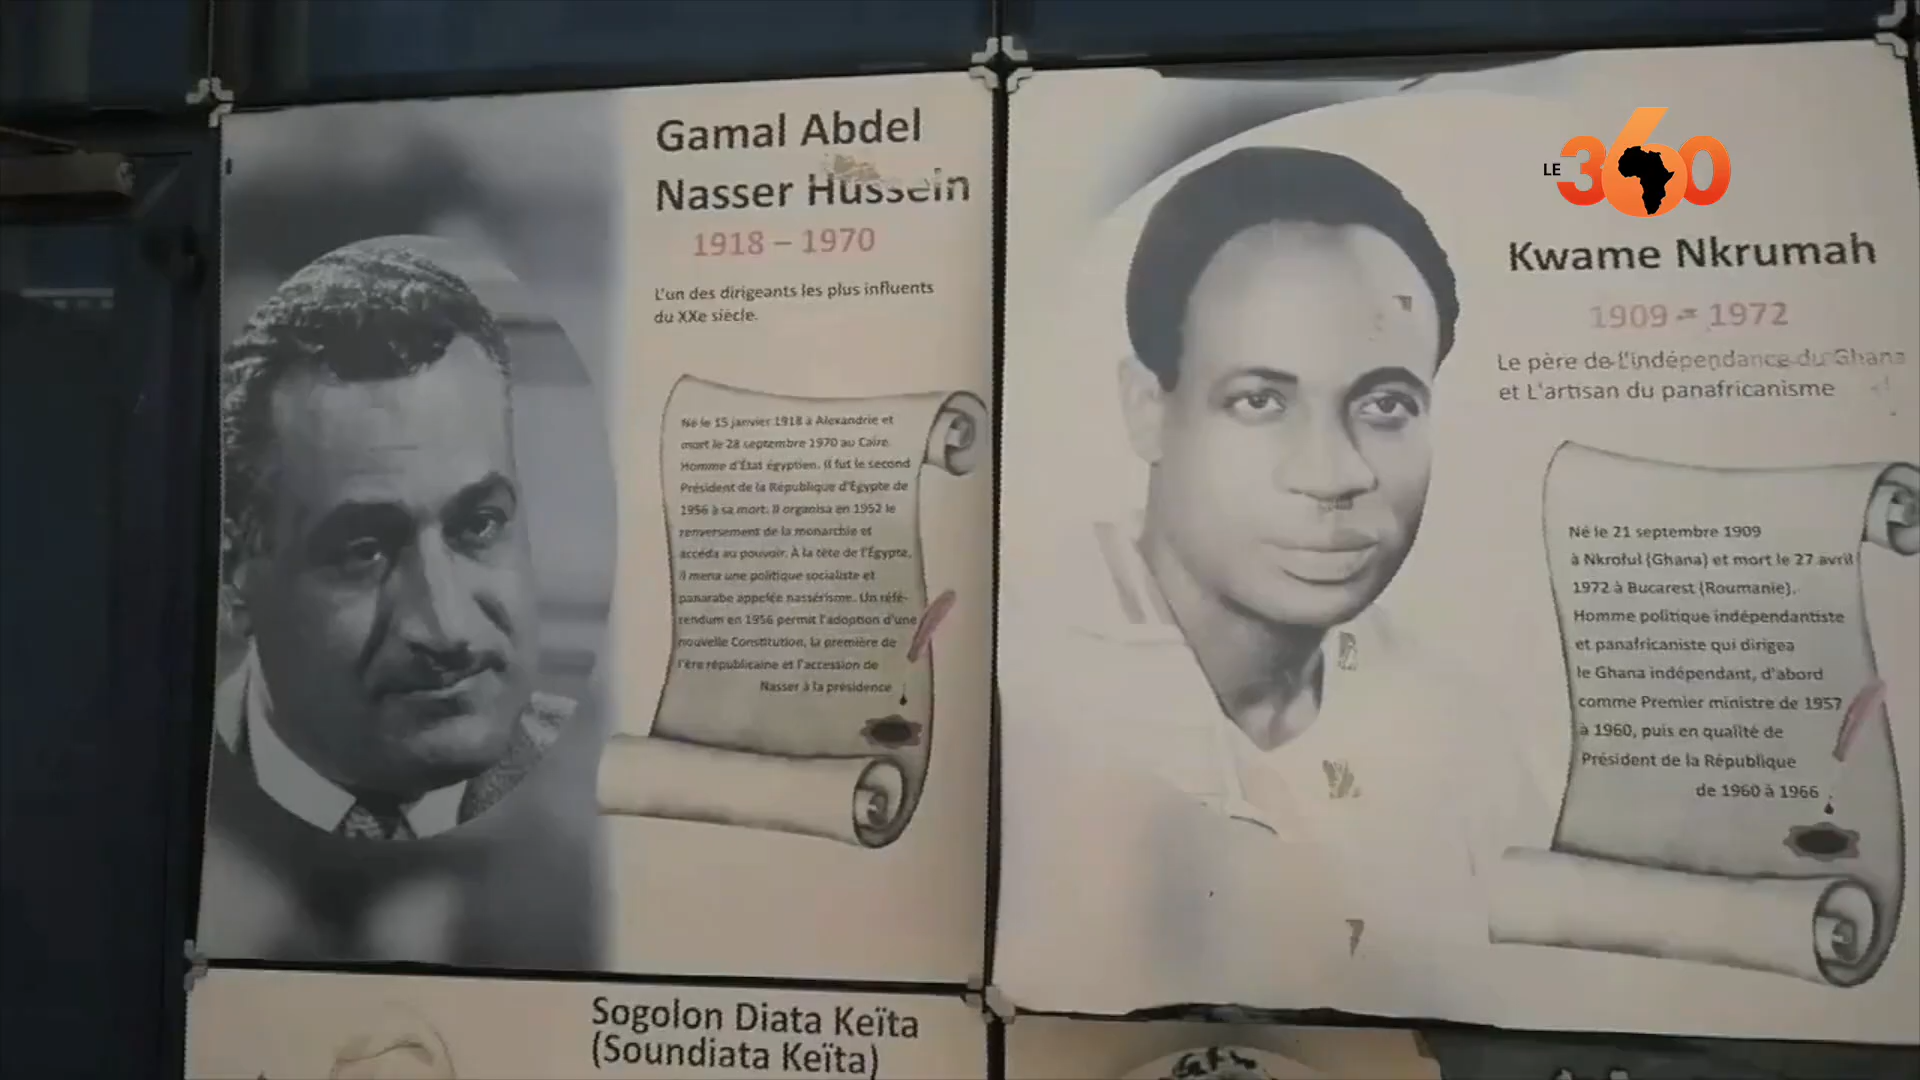 Gamal Abdel
Nasser Hussein
1918 – 1970
L'un des dirigeants les plus influents
du XXe siècle.
Né le 15 janvier 1918 à Alexandrie et
mort le 28 septembre 1970 au Caire.
Homme d'État égyptien. Il fut le second
Président de la République d'Égypte de
1956 à sa mort. Il organisa en 1952 le
renversement de la monarchie et
accéda au pouvoir. À la tête de l'Égypte,
il mena une politique socialiste et
panarabe appelée nassérisme. Un réfé-
rendum en 1956 permit l'adoption d'une
nouvelle Constitution, la première de
l'ère républicaine et l'accession de
Nasser à la présidence
LE 360
Kwame Nkrumah
1909 – 1972
Le père de l'indépendance du Ghana
et L'artisan du panafricanisme
Né le 21 septembre 1909
à Nkroful (Ghana) et mort le 27 avril
1972 à Bucarest (Roumanie).
Homme politique indépendantiste
et panafricaniste qui dirigea
le Ghana indépendant, d'abord
comme Premier ministre de 1957
à 1960, puis en qualité de
Président de la République
de 1960 à 1966
Sogolon Diata Keïta
(Soundiata Keïta)